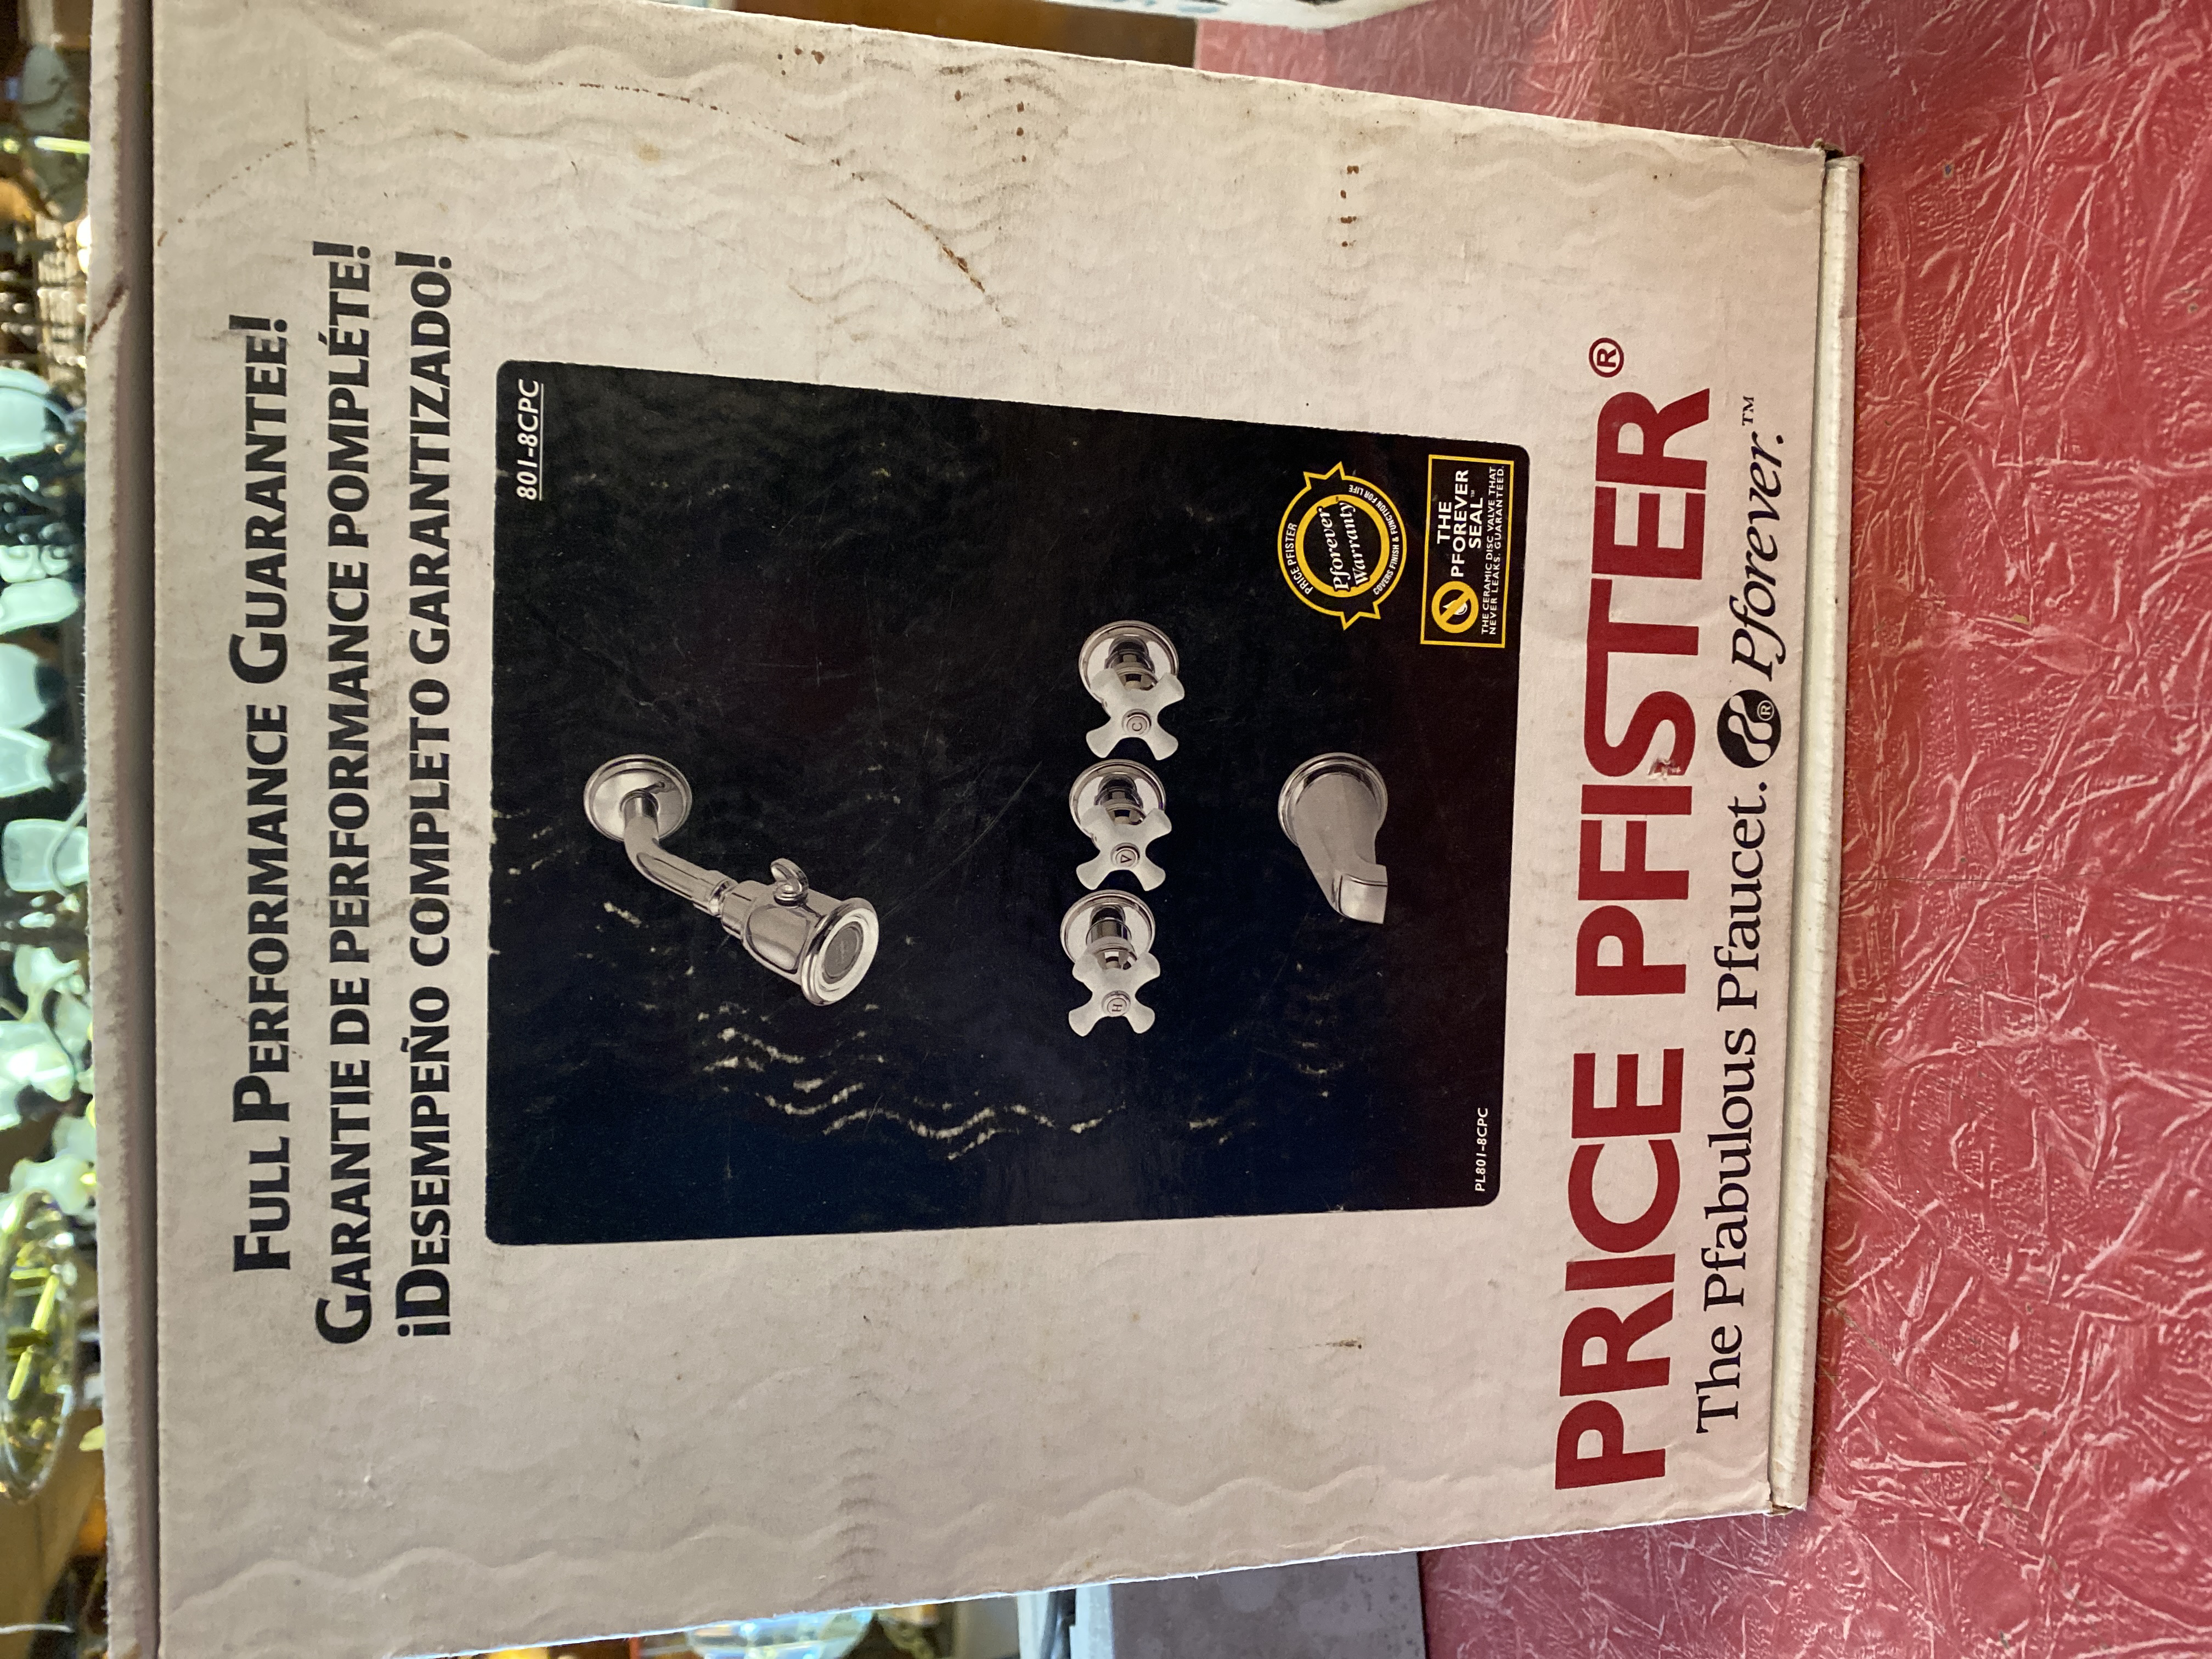 FULL PERFORMANCE GUARANTEE!
GARANTIE DE PERFORMANCE POMPLÉTE!
¡DESEMPEÑO COMPLETO GARANTIZADO!
801-8CPC
H
C
PRICE PFISTER
Pforever
Warranty
COVERS FINISH & FUNCTION FOR LIFE
THE
PFOREVER
SEAL™
THE CERAMIC DISC VALVE THAT
NEVER LEAKS. GUARANTEED.
PL801-8CPC
PRICE PFISTER®
The Pfabulous Pfaucet. ® Pforever.™